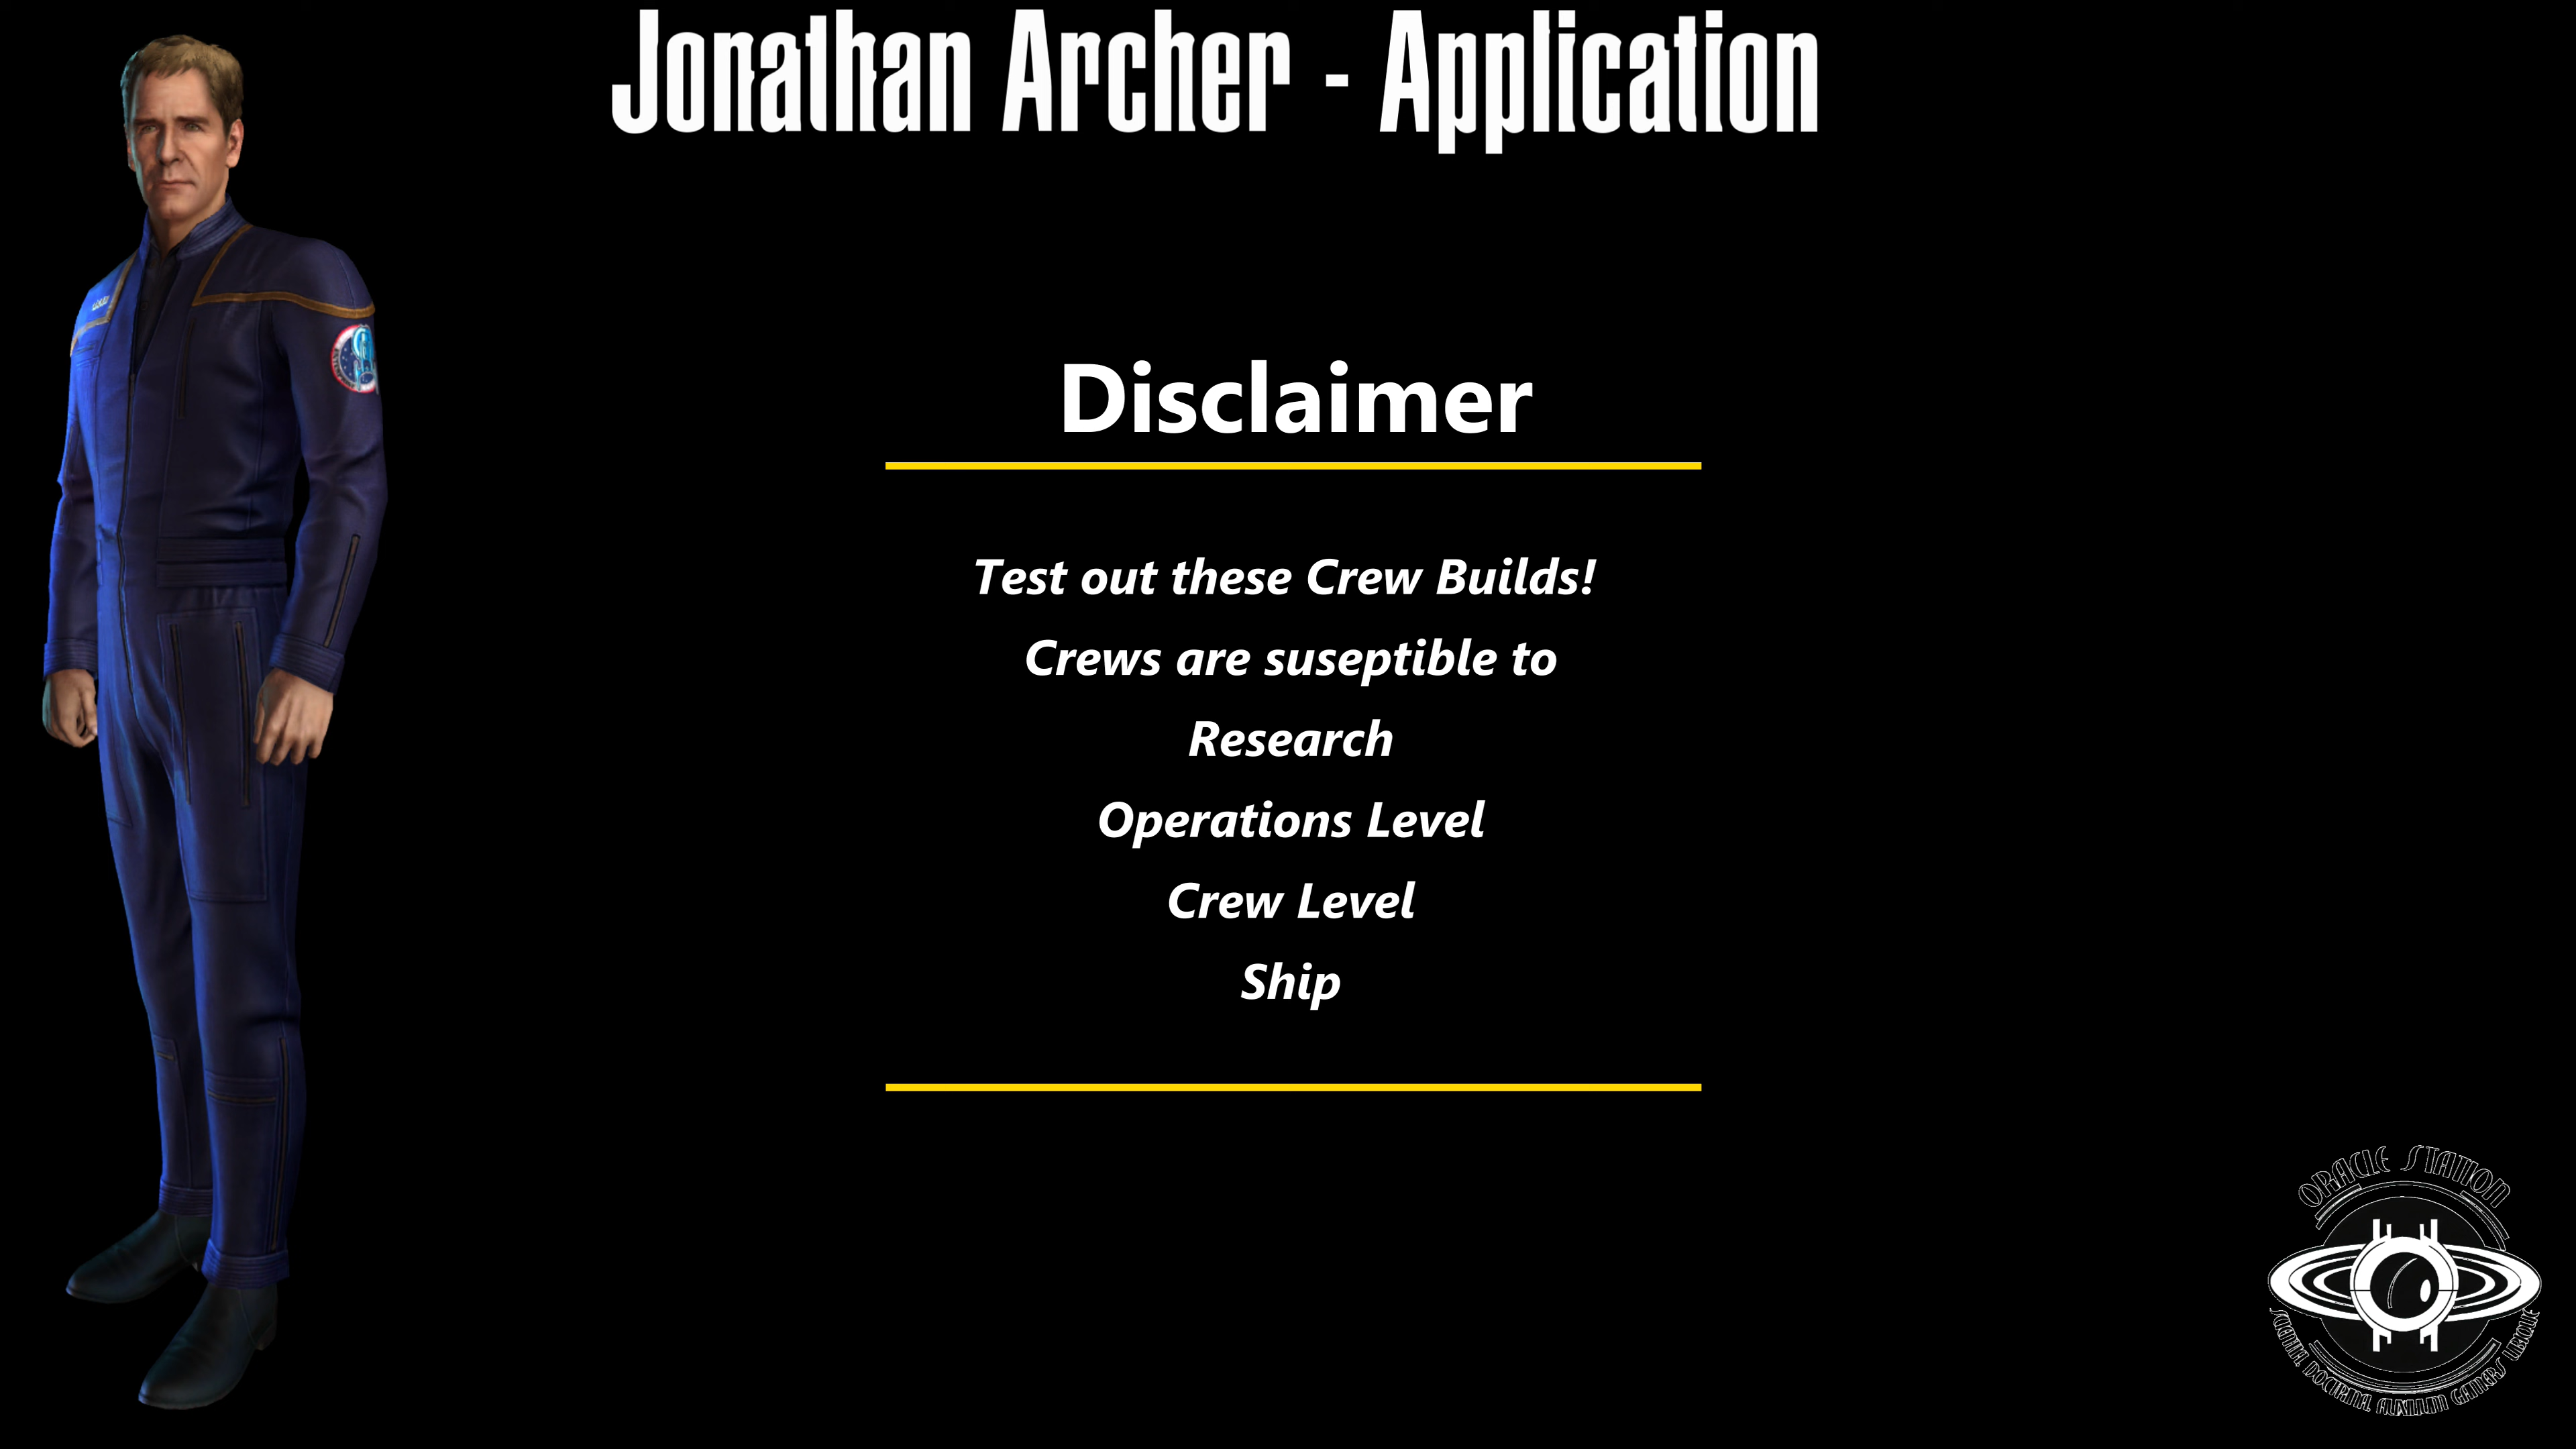 Jonathan Archer - Application
Disclaimer
Test out these Crew Builds!
Crews are suseptible to
Research
Operations Level
Crew Level
Ship
ORACLE STATION